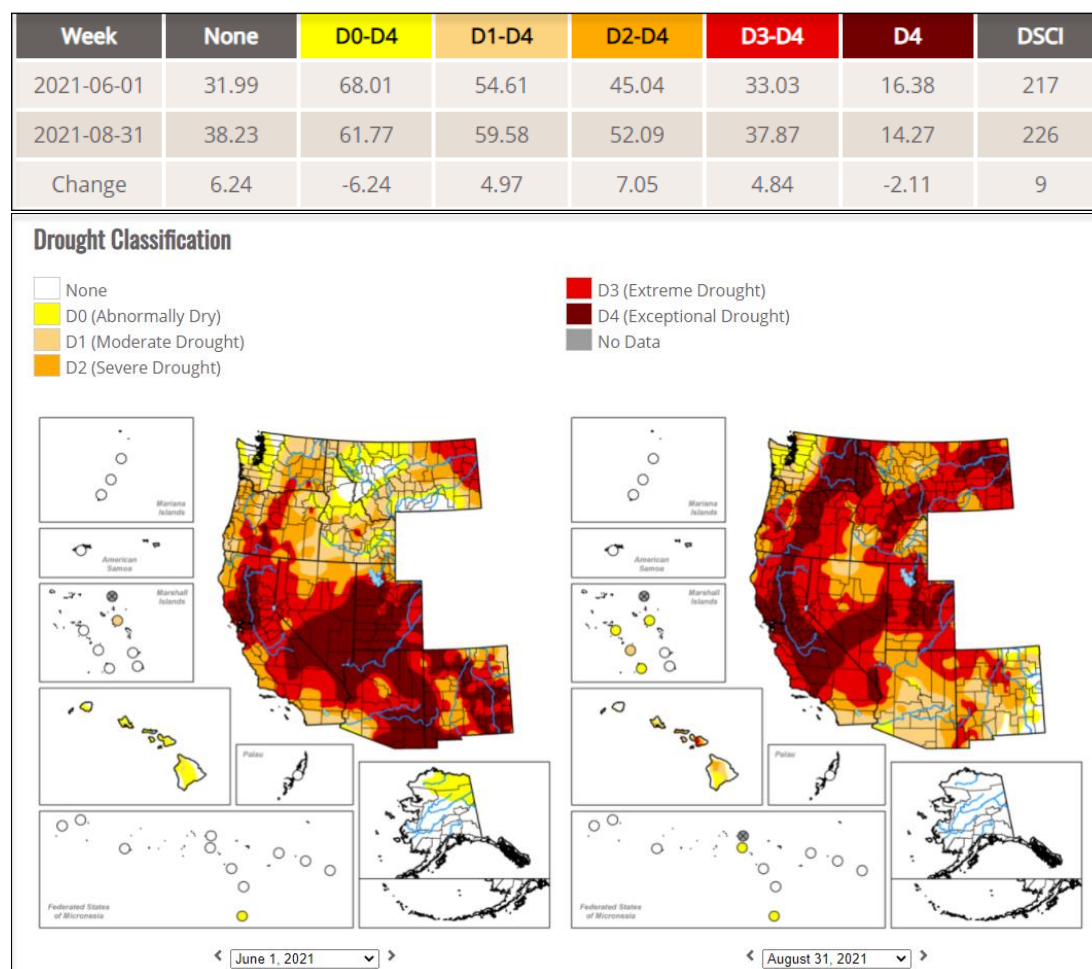 Week None D0-D4 D1-D4 D2-D4 D3-D4 D4 DSCI
2021-06-01 31.99 68.01 54.61 45.04 33.03 16.38 217
2021-08-31 38.23 61.77 59.58 52.09 37.87 14.27 226
Change 6.24 -6.24 4.97 7.05 4.84 -2.11 9
Drought Classification
None
D0 (Abnormally Dry)
D1 (Moderate Drought)
D2 (Severe Drought)
D3 (Extreme Drought)
D4 (Exceptional Drought)
No Data
Mariana
Islands
American
Samoa
Marshall
Islands
Palau
Federated States
of Micronesia
June 1, 2021
Mariana
Islands
American
Samoa
Marshall
Islands
Palau
Federated States
of Micronesia
August 31, 2021